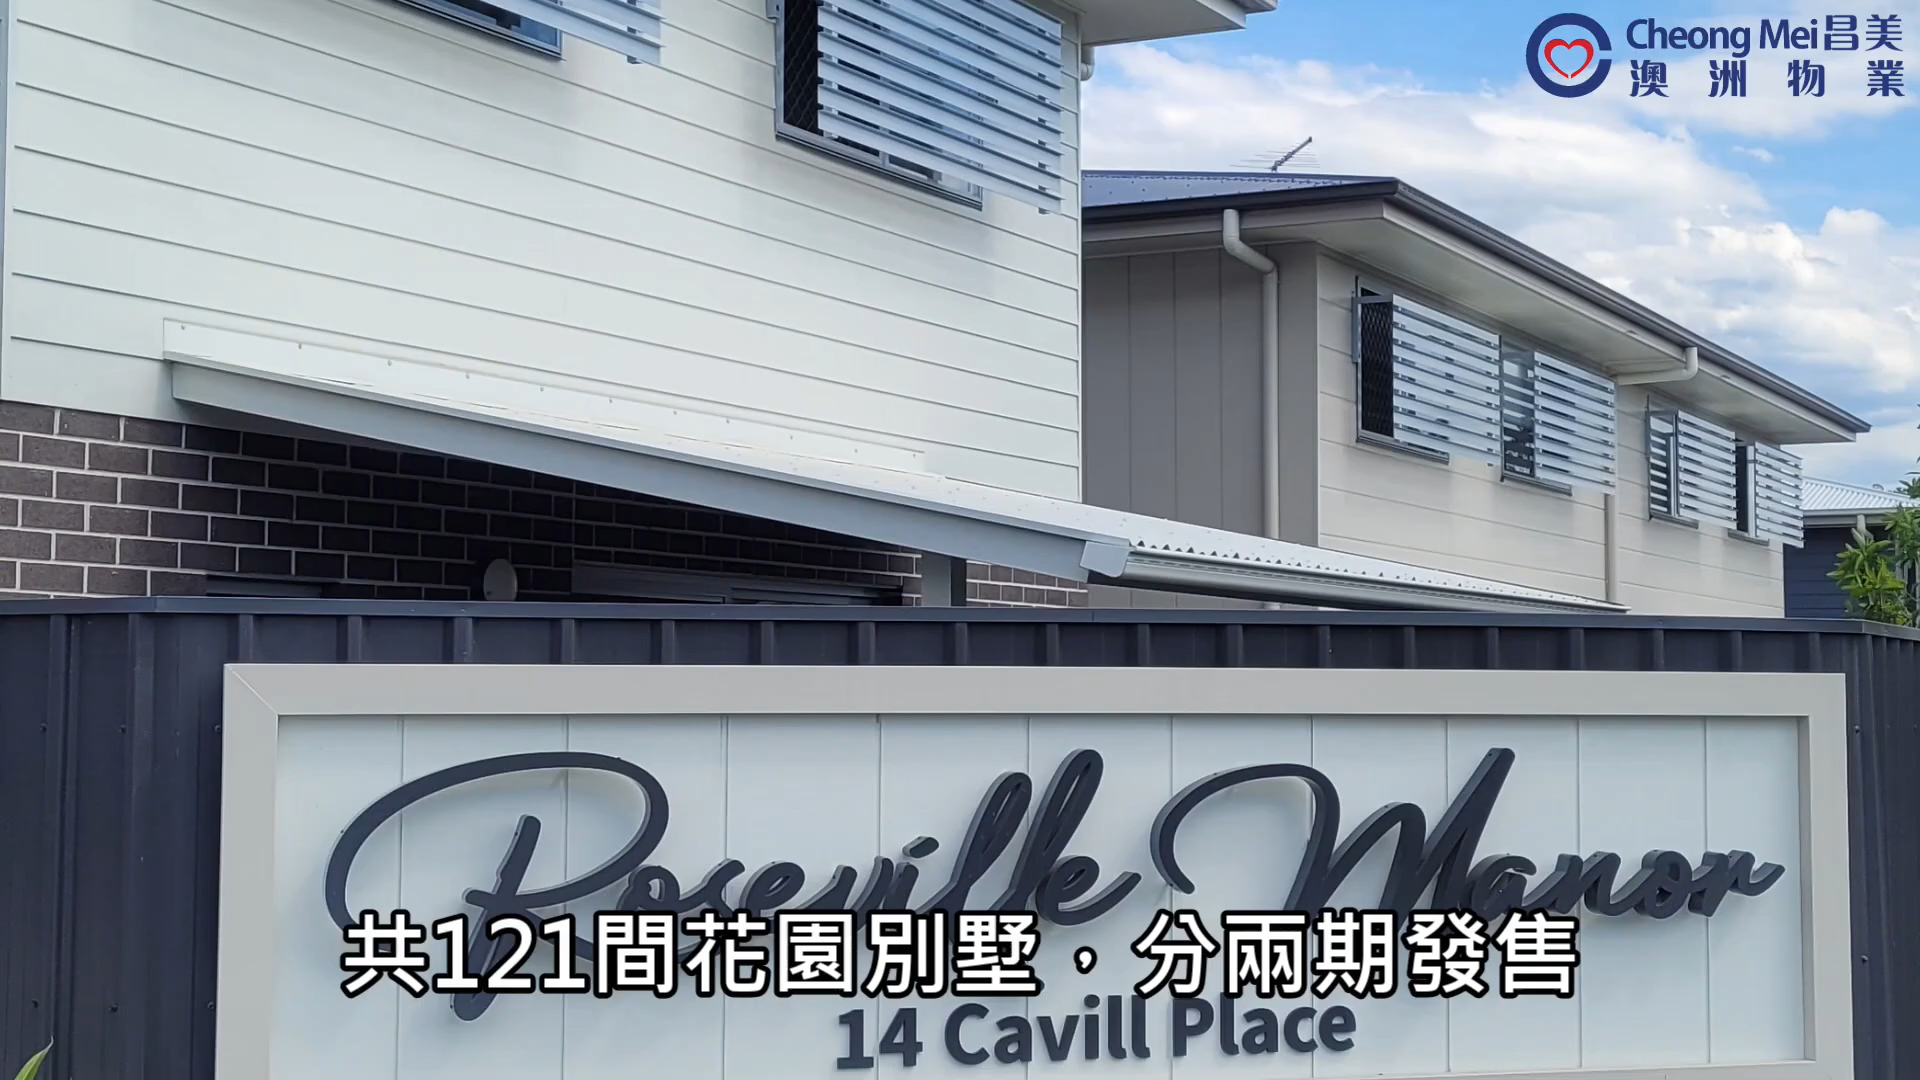 Cheong Mei昌美
澳洲物業
Roseville Manor
共121間花園別墅，分兩期發售
14 Cavill Place